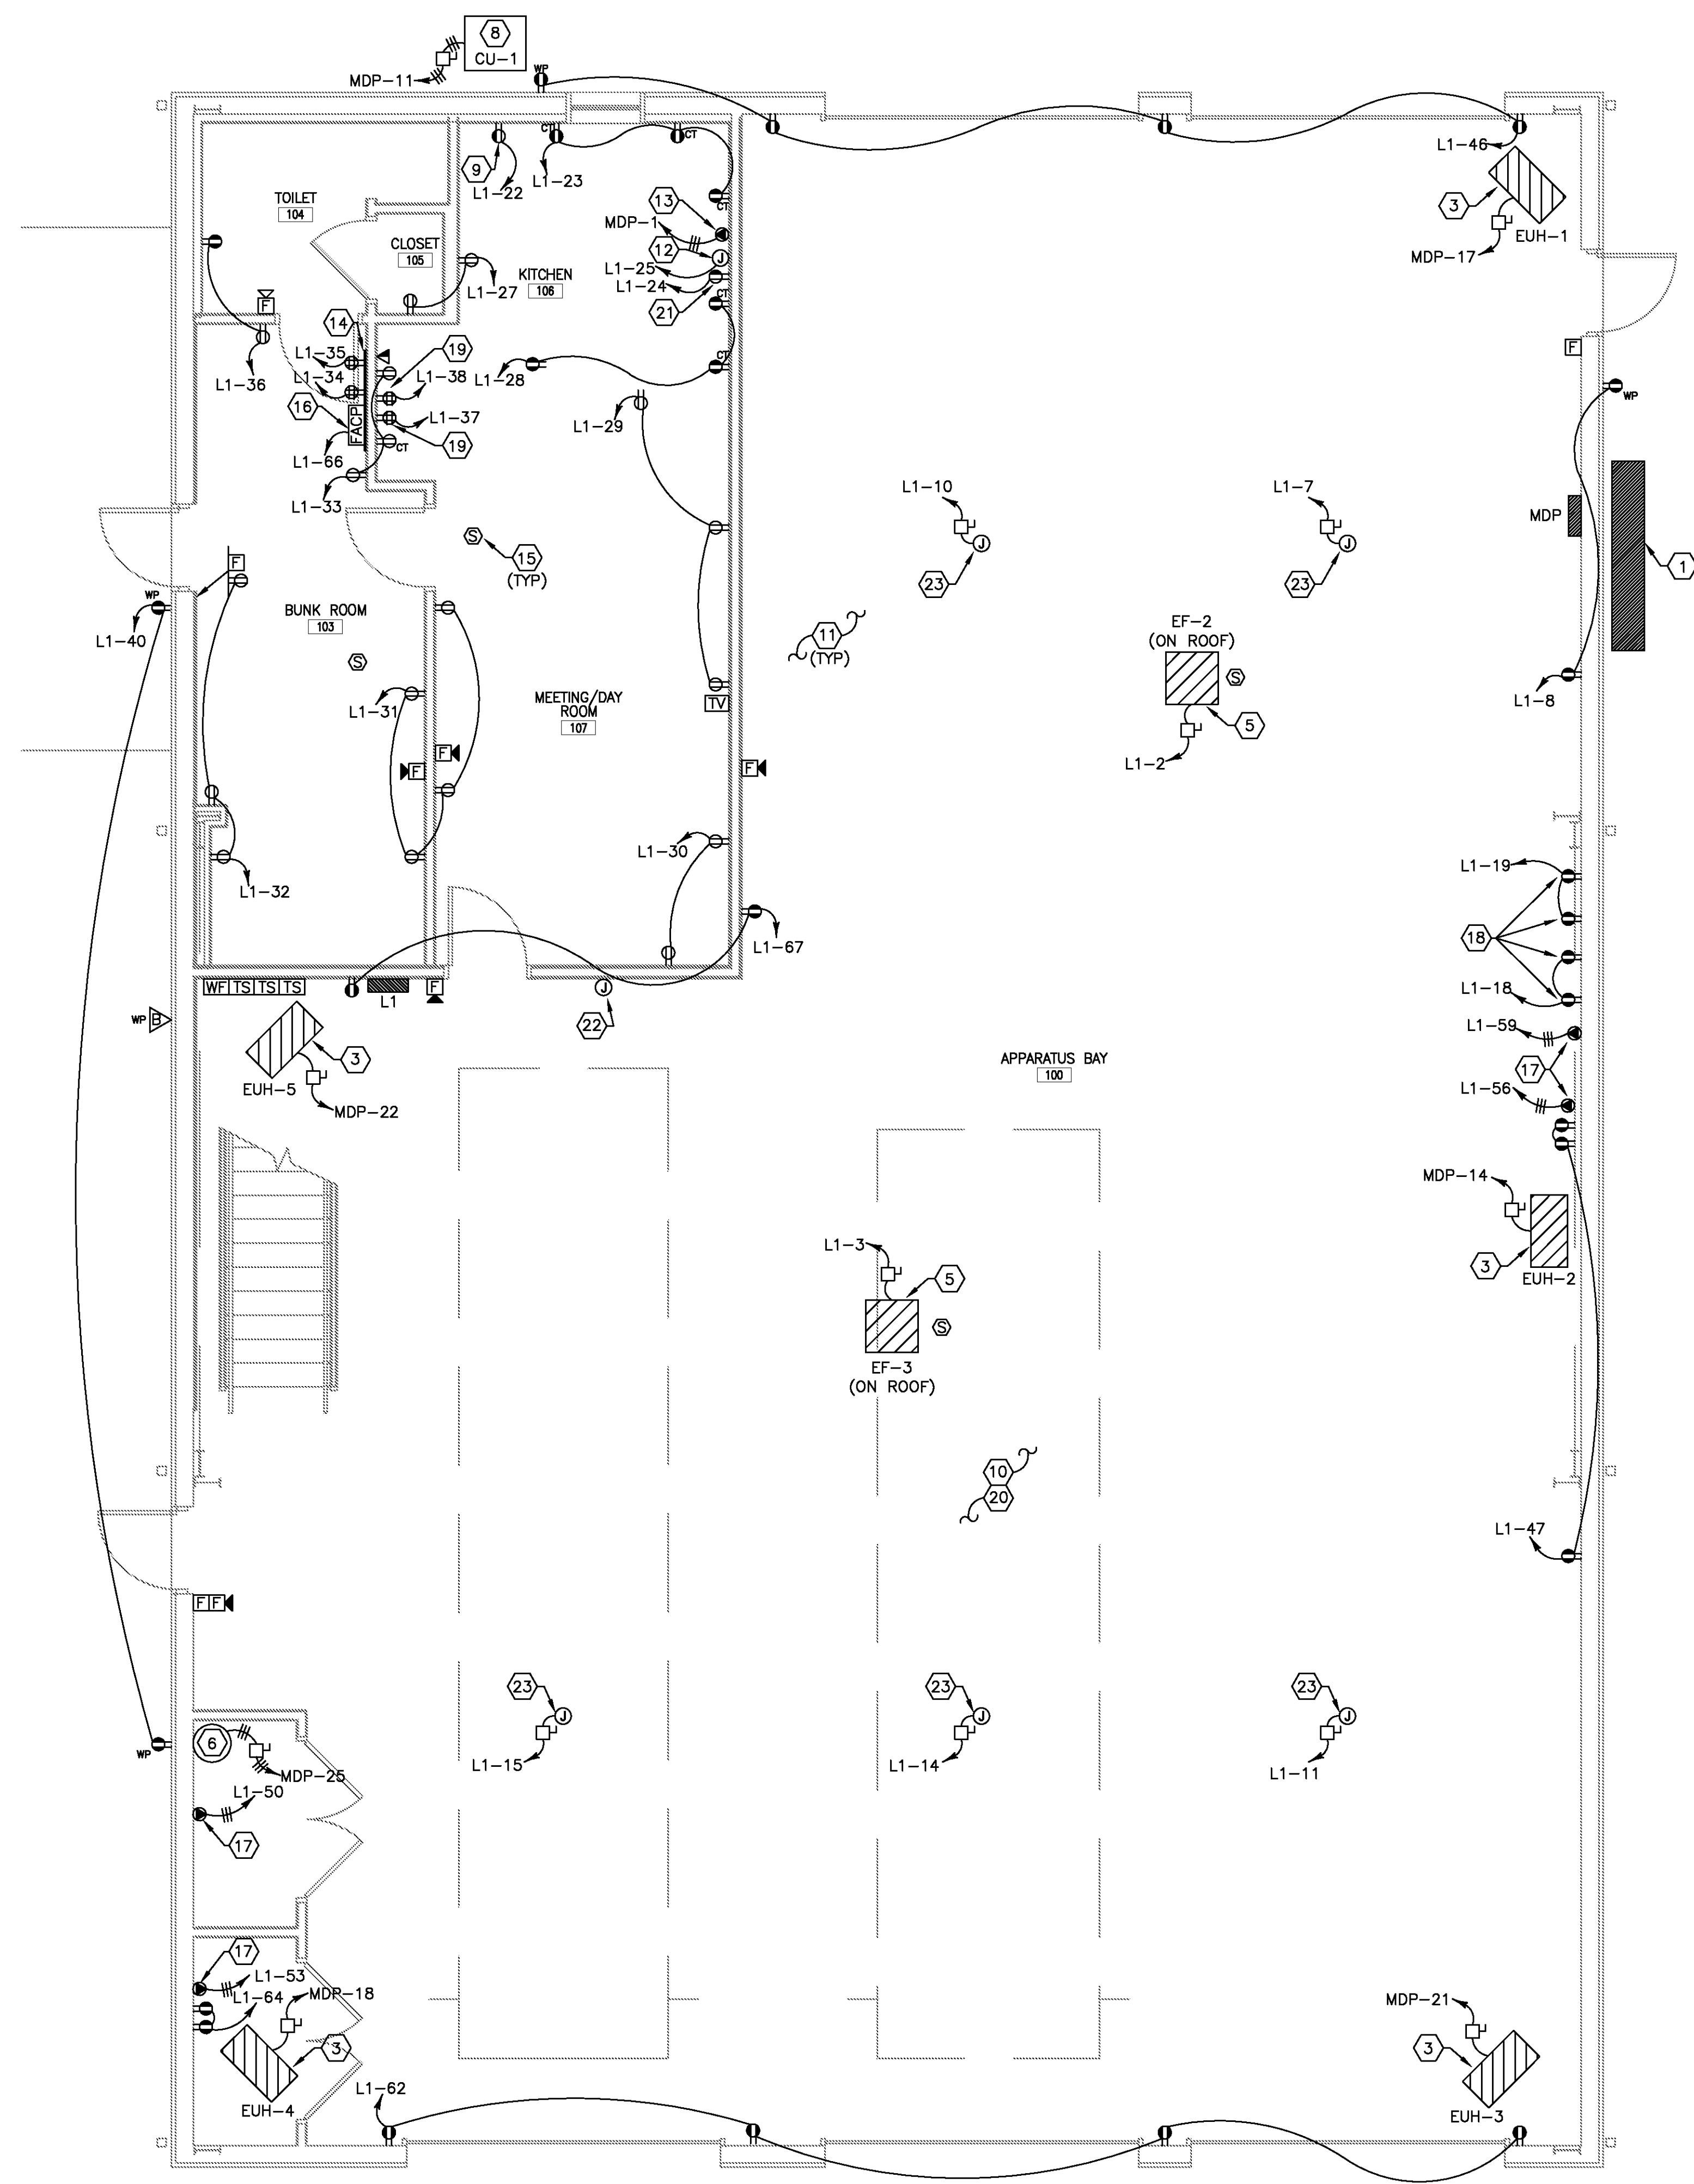 8
CU-1
MDP-11
WP
L1-46
3
EUH-1
MDP-17
9
L1-22
CT
L1-23
CT
CT
TOILET
104
CLOSET
105
KITCHEN
106
13
MDP-1
12
J
L1-25
L1-24
21
CT
CT
L1-27
L1-28
F
L1-36
14
L1-35
L1-34
16
FACP
L1-66
L1-33
19
L1-38
L1-37
19
CT
L1-29
F
WP
MDP
1
L1-8
L1-10
J
23
L1-7
J
23
S
15
(TYP)
11
(TYP)
F
WP
L1-40
BUNK ROOM
103
S
L1-31
MEETING/DAY
ROOM
107
TV
F
F
F
EF-2
(ON ROOF)
S
5
L1-2
L1-32
L1-30
L1-67
L1-19
18
L1-18
L1-59
17
L1-56
WF TS TS TS
L1
F
J
22
WP
B
3
EUH-5
MDP-22
APPARATUS BAY
100
MDP-14
3
EUH-2
L1-3
5
S
EF-3
(ON ROOF)
10
20
L1-47
F F
WP
6
MDP-25
L1-50
17
23
J
L1-15
23
J
L1-14
23
J
L1-11
17
L1-53
L1-64
MDP-18
3
EUH-4
L1-62
MDP-21
3
EUH-3